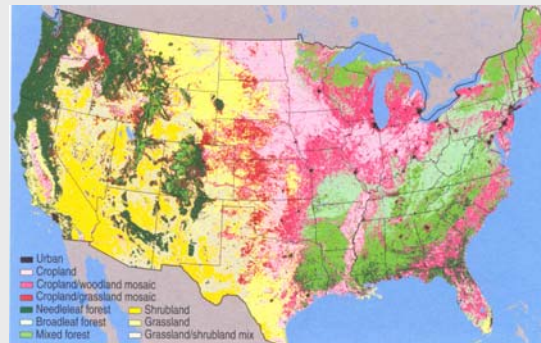 Urban
Cropland
Cropland/woodland mosaic
Cropland/grassland mosaic
Needleleaf forest
Broadleaf forest
Mixed forest
Shrubland
Grassland
Grassland/shrubland mix